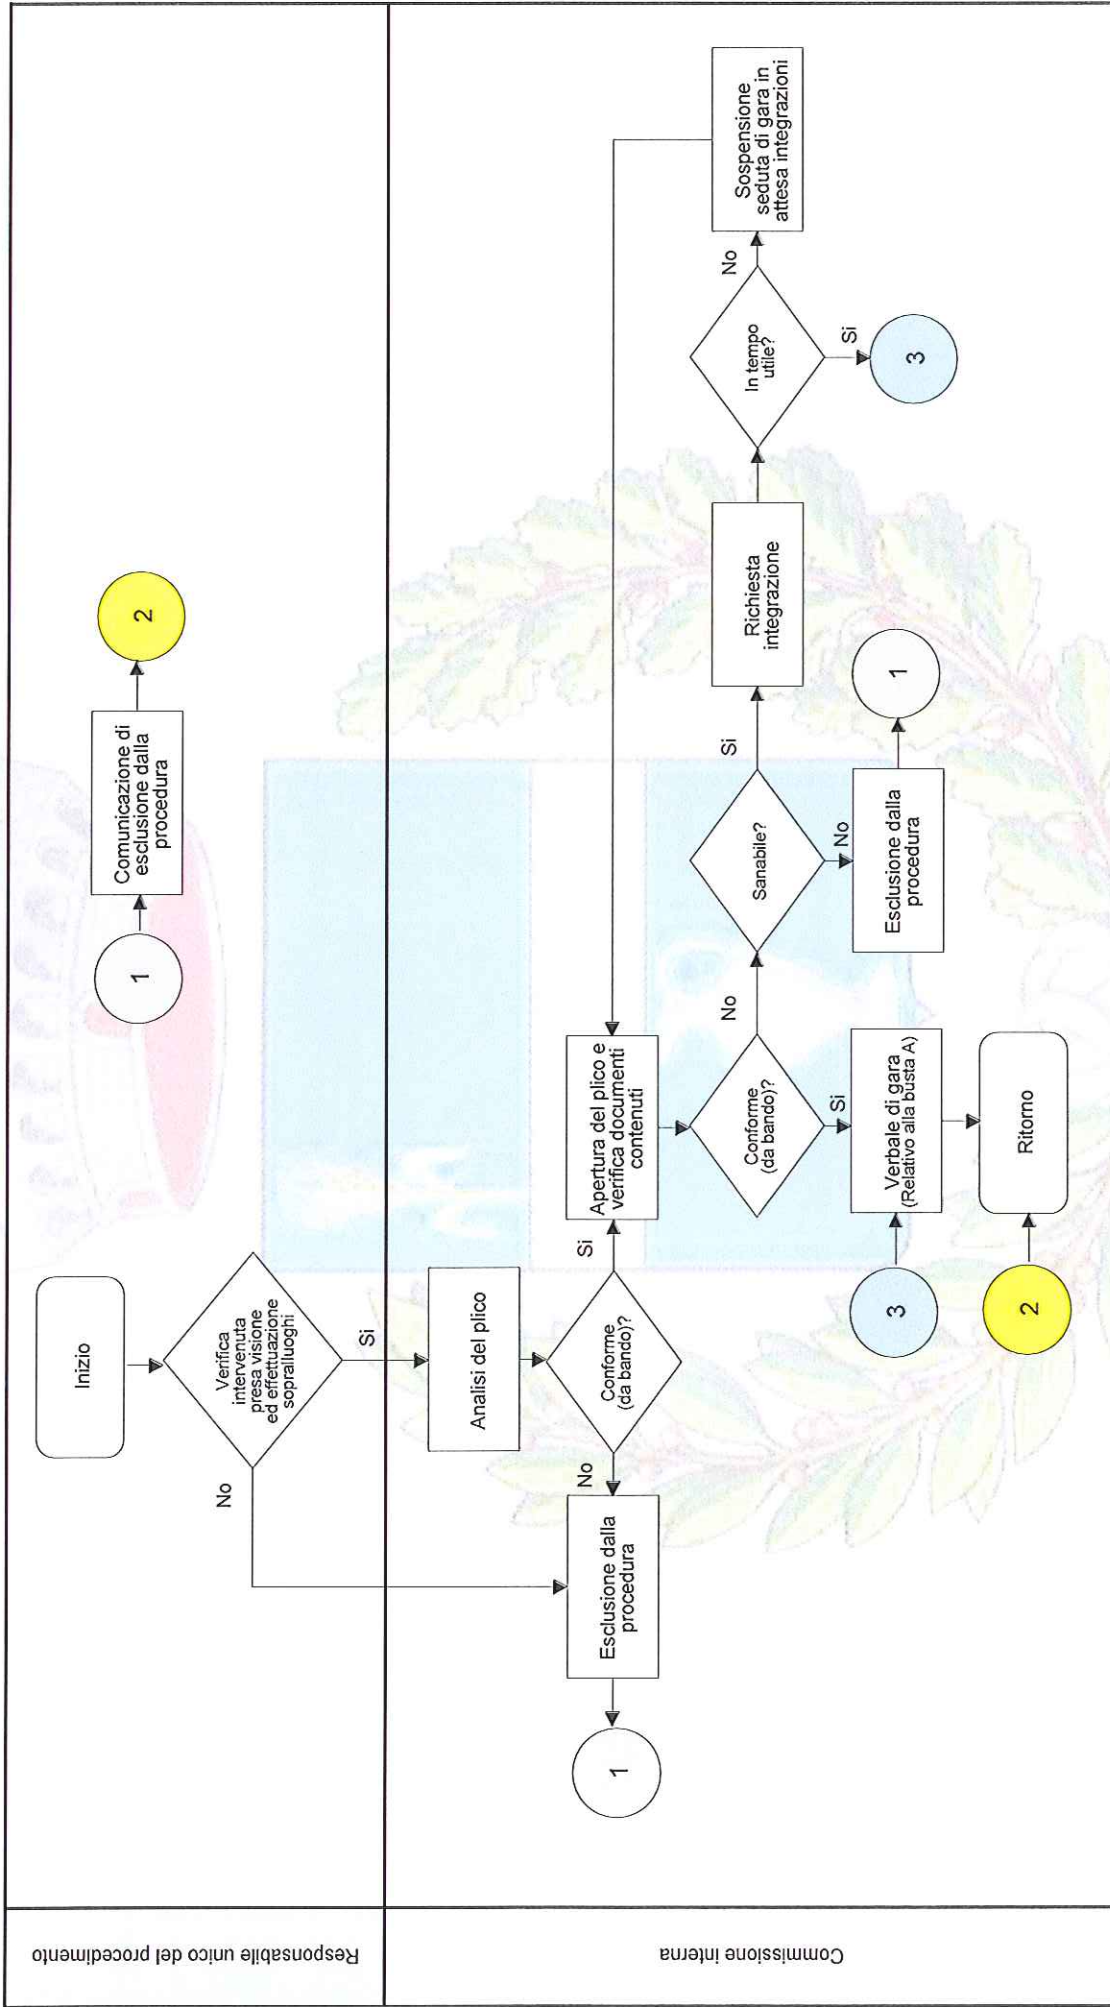 Responsabile unico del procedimento
Inizio
Verifica
intervenuta
presa visione
ed effettuazione
sopralluoghi
No
Si
1
Comunicazione di
esclusione dalla
procedura
2
Commissione interna
Analisi del plico
Conforme
(da bando)?
No
Si
Esclusione dalla
procedura
1
Apertura del plico e
verifica documenti
contenuti
Conforme
(da bando)?
No
Si
Sanabile?
Si
No
Richiesta
integrazione
In tempo
utile?
No
Si
Sospensione
seduta di gara in
attesa integrazioni
3
Verbale di gara
(Relativo alla busta A)
Esclusione dalla
procedura
1
3
2
Ritorno